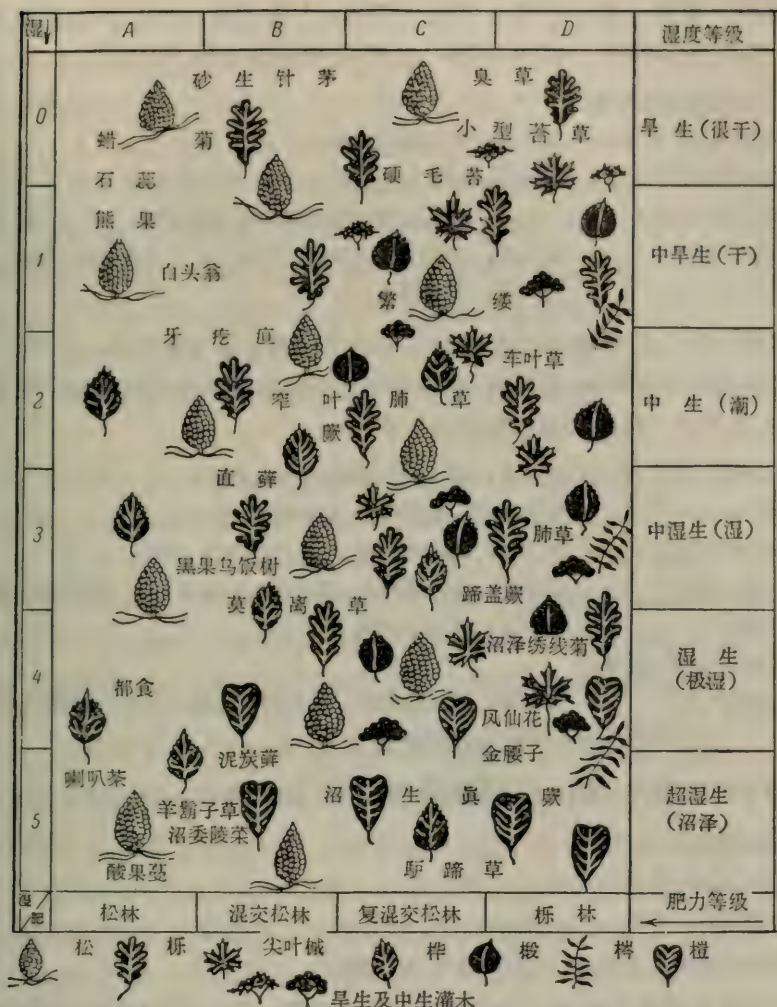 湿↓ A B C D 湿度等级
砂生针茅 臭草
0 旱生(很干)
蜡菊 小型苔草
石蕊 硬毛苔
熊果
1 白头翁 中旱生(干)
繁缕
牙疙疸 车叶草
2 窄叶肺草 中生(潮)
蕨
直藓
3 肺草 中湿生(湿)
黑果乌饭树 蹄盖蕨
莫离草
沼泽绣线菊 湿生
4 都食 (极湿)
凤仙花
泥炭藓 金腰子
喇叭茶
羊鬍子草 沼生真蕨 超湿生
5 沼委陵菜 (沼泽)
酸果蔓 驴蹄草
湿/肥 松林 混交松林 复混交松林 栎林 肥力等级
松 栎 尖叶槭 桦 椴 梣 榿
旱生及中生灌木